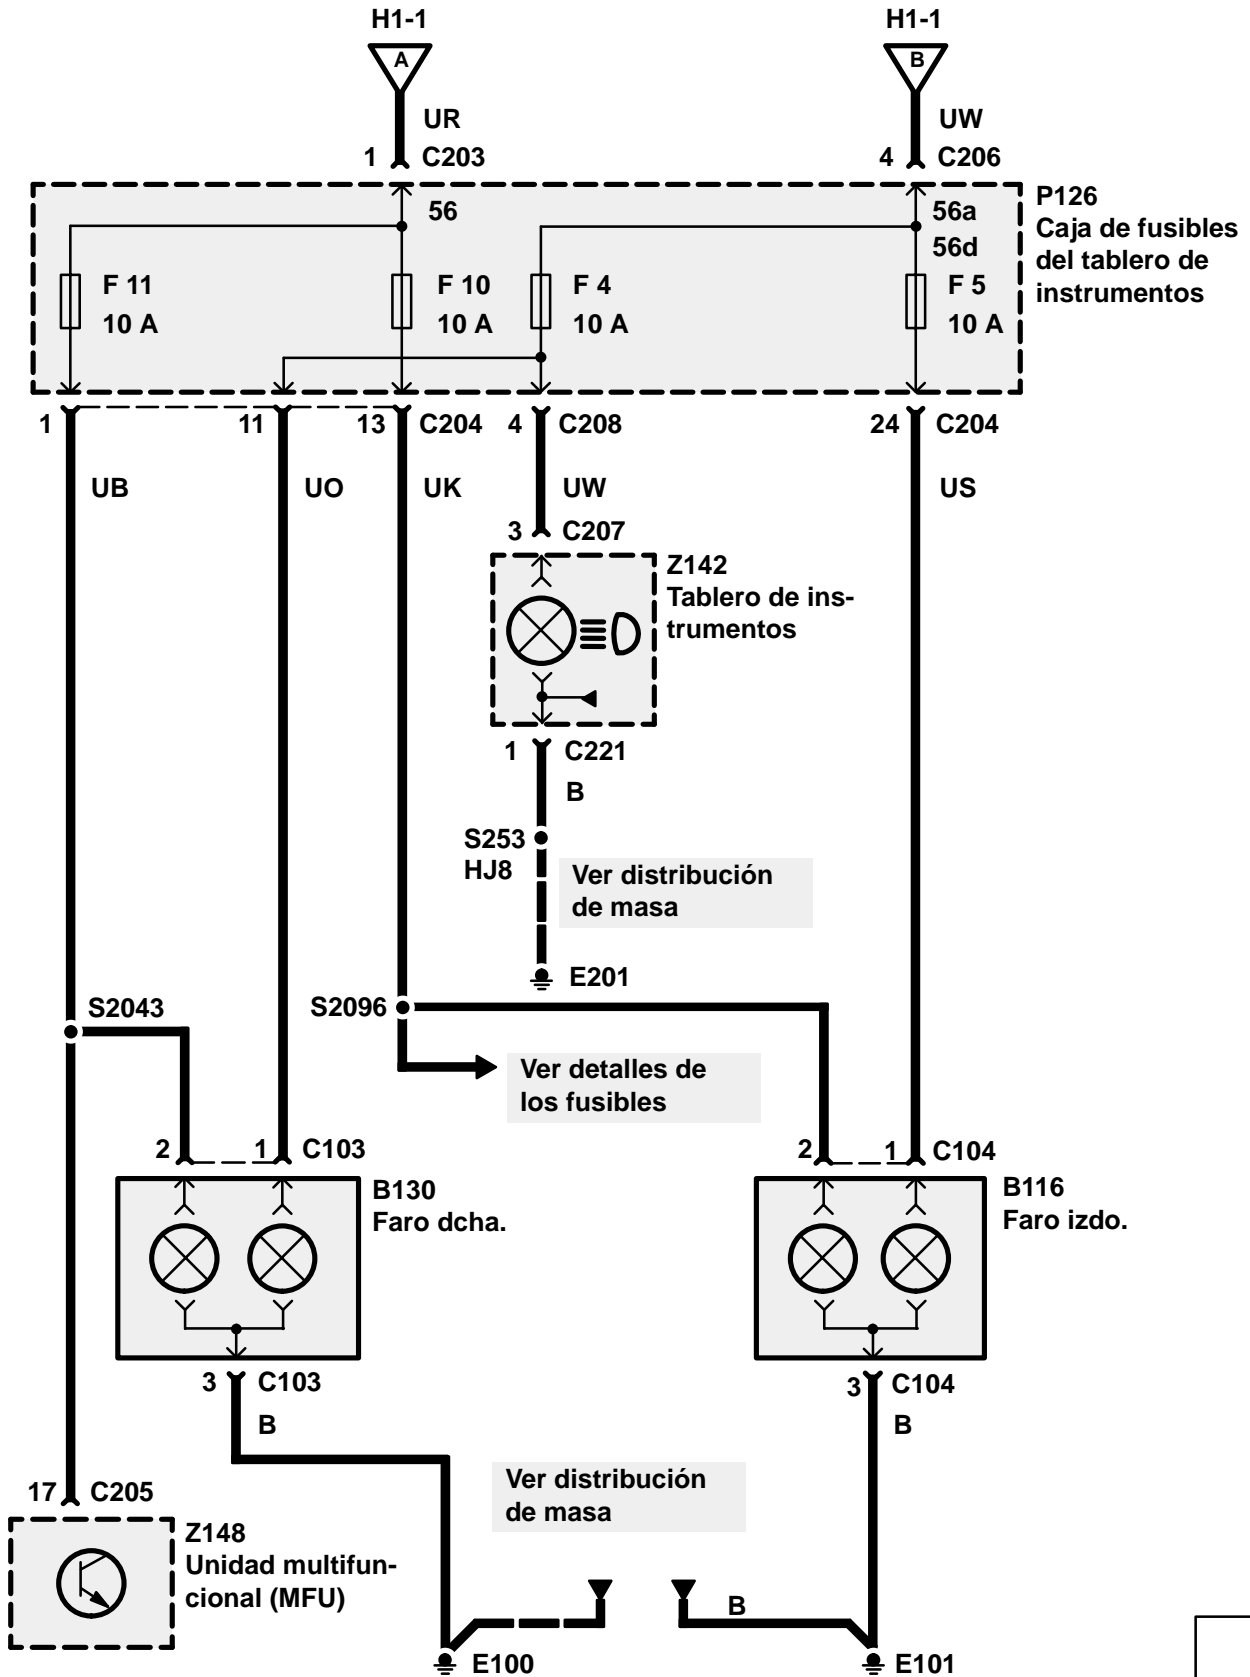 H1-1
H1-1
A
B
UR
UW
1 C203
4 C206
P126
Caja de fusibles
del tablero de
instrumentos
56
56a
56d
F 11
10 A
F 10
10 A
F 4
10 A
F 5
10 A
1
11
13 C204
4 C208
24 C204
UB
UO
UK
UW
US
3 C207
Z142
Tablero de ins-
trumentos
1 C221
B
S253
HJ8
Ver distribución
de masa
E201
S2043
S2096
Ver detalles de
los fusibles
2
1 C103
2
1 C104
B130
Faro dcha.
B116
Faro izdo.
3 C103
B
3 C104
B
Ver distribución
de masa
17 C205
Z148
Unidad multifun-
cional (MFU)
B
E100
E101